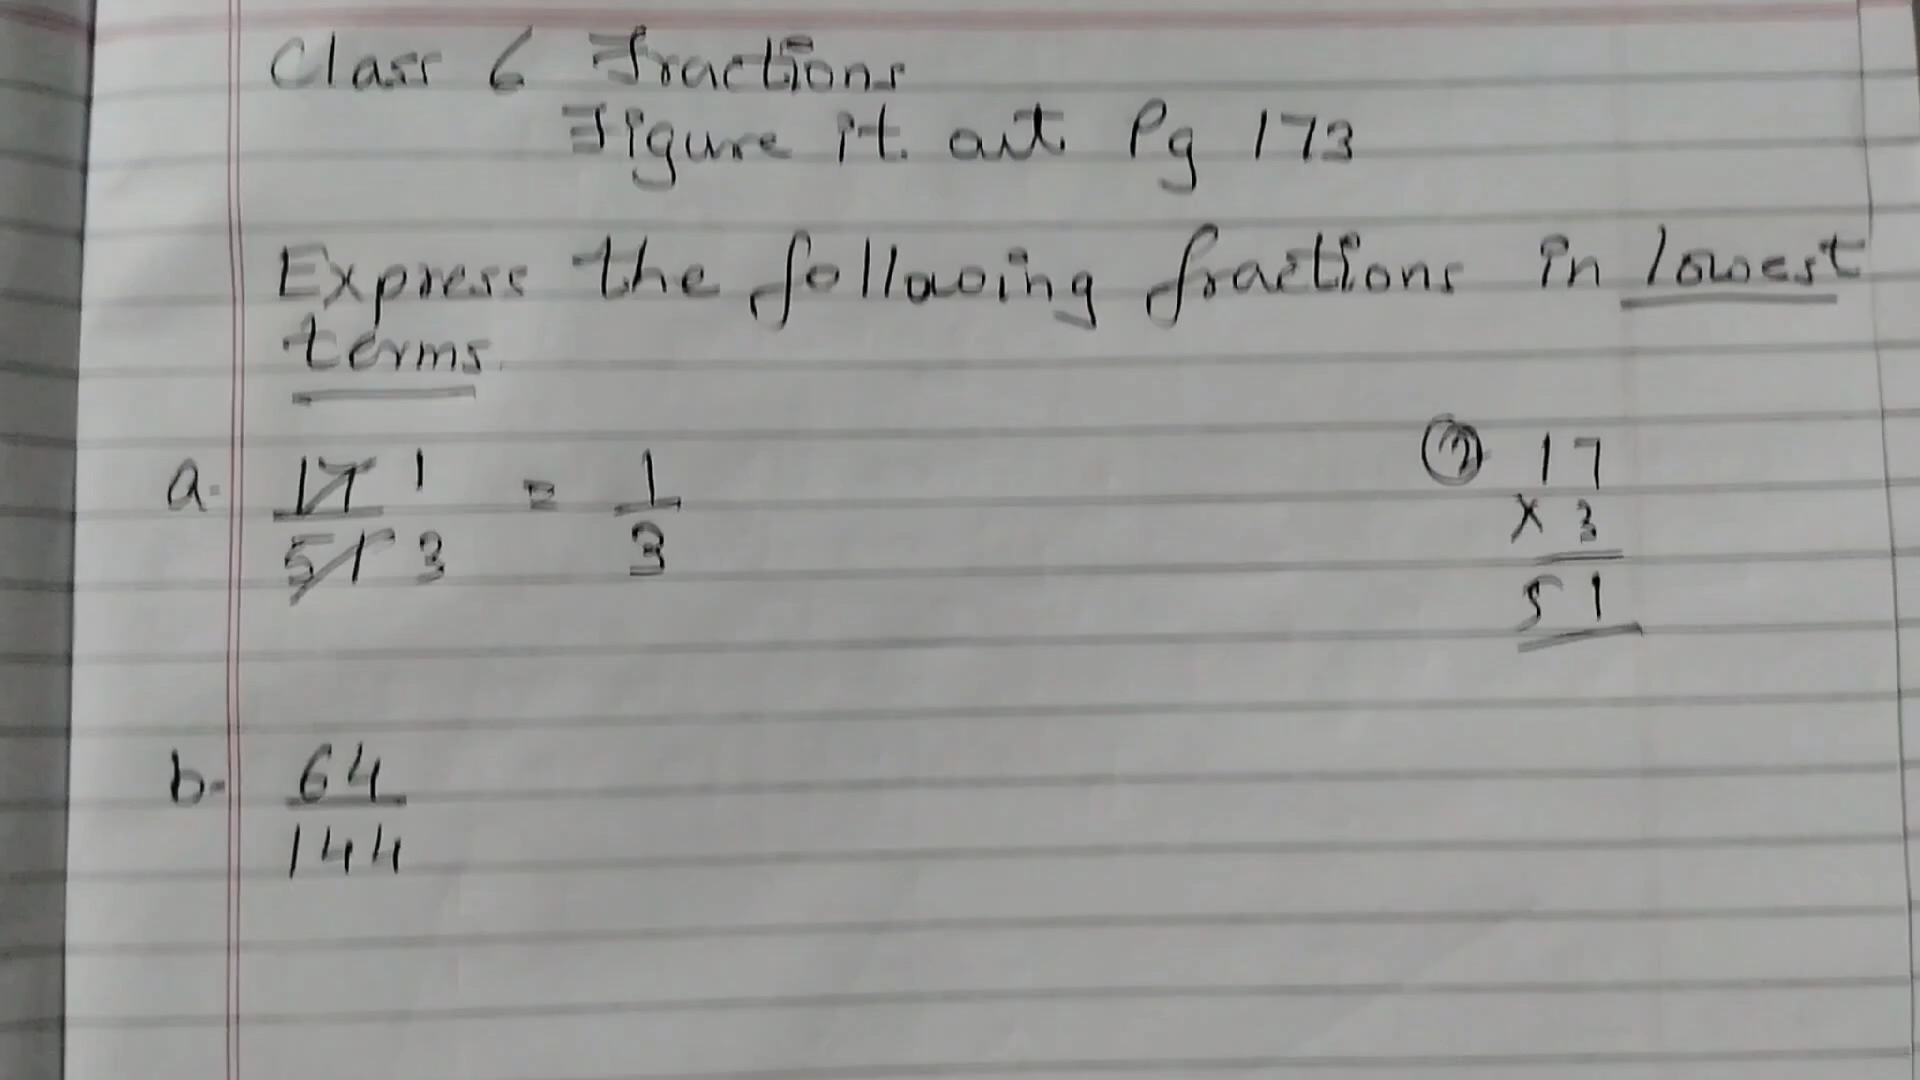 Class 6 Fractions
Figure it out Pg 173
Express the following fractions in lowest
terms.
a. 17 1 = 1
51 3 3
② 17
× 3
51
b. 64
144